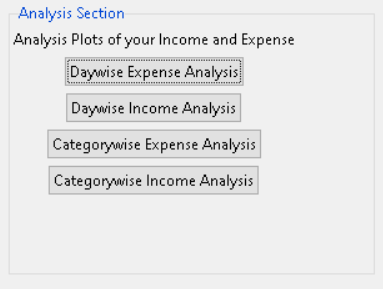 Analysis Section
Analysis Plots of your Income and Expense
Daywise Expense Analysis
Daywise Income Analysis
Categorywise Expense Analysis
Categorywise Income Analysis